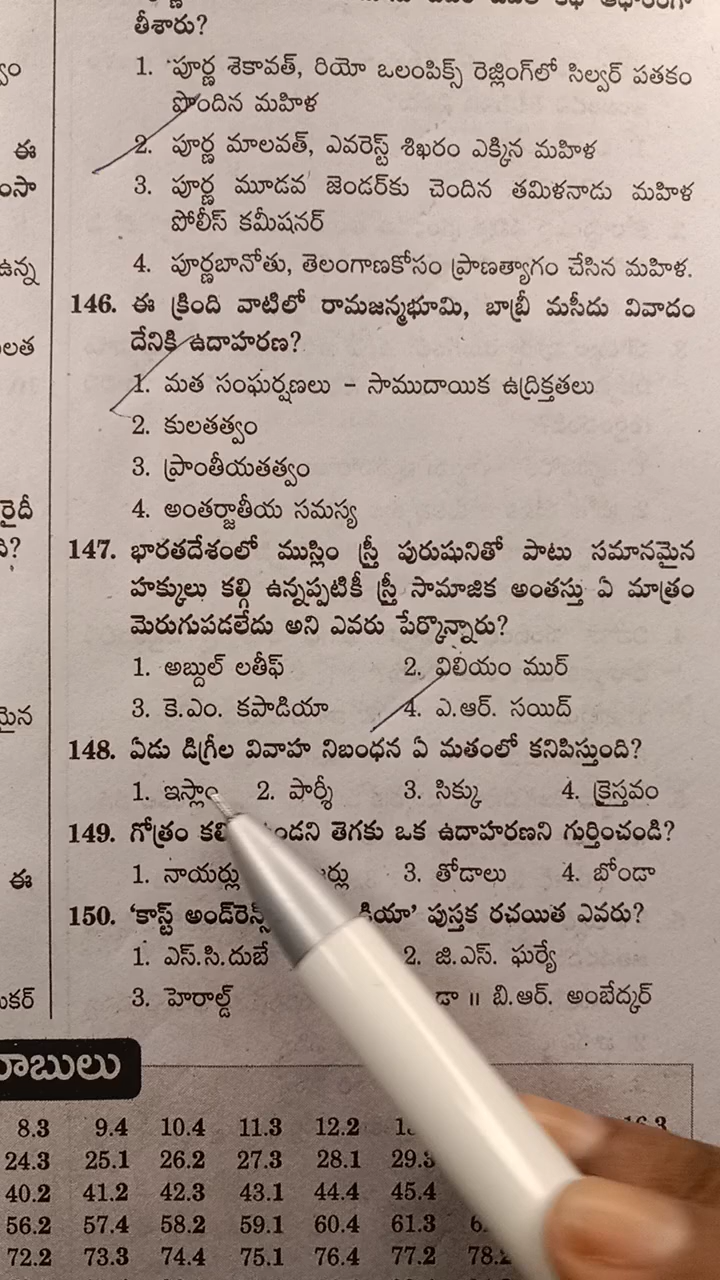 తీశారు?
1. పూర్ణ శెకావత్, రియో ఒలంపిక్స్ రెజ్లింగ్‌లో సిల్వర్ పతకం
పొందిన మహిళ
2. పూర్ణ మాలవత్, ఎవరెస్ట్ శిఖరం ఎక్కిన మహిళ
3. పూర్ణ మూడవ జెండర్‌కు చెందిన తమిళనాడు మహిళ
పోలీస్ కమీషనర్
4. పూర్ణబానోతు, తెలంగాణకోసం ప్రాణత్యాగం చేసిన మహిళ.
146. ఈ క్రింది వాటిలో రామజన్మభూమి, బాబ్రీ మసీదు వివాదం
దేనికి ఉదాహరణ?
1. మత సంఘర్షణలు – సాముదాయిక ఉద్రిక్తతలు
2. కులతత్వం
3. ప్రాంతీయతత్వం
4. అంతర్జాతీయ సమస్య
147. భారతదేశంలో ముస్లిం స్త్రీ పురుషునితో పాటు సమానమైన
హక్కులు కల్గి ఉన్నప్పటికీ స్త్రీ సామాజిక అంతస్తు ఏ మాత్రం
మెరుగుపడలేదు అని ఎవరు పేర్కొన్నారు?
1. అబ్దుల్ లతీఫ్ 2. విలియం ముర్
3. కె.ఎం. కపాడియా 4. ఎ.ఆర్. సయిద్
148. ఏడు డిగ్రీల వివాహ నిబంధన ఏ మతంలో కనిపిస్తుంది?
1. ఇస్లాం 2. పార్శీ 3. సిక్కు 4. క్రైస్తవం
149. గోత్రం తెగకు ఒక ఉదాహరణని గుర్తించండి?
1. నాయర్లు 3. తోడాలు 4. బోండా
150. ‘కాస్ట్ పుస్తక రచయిత ఎవరు?
1. ఎస్.సి.దుబే 2. జి.ఎస్. ఘర్యే
3. హెరాల్డ్ డా॥ బి.ఆర్. అంబేద్కర్
ఈ
ఉన్న
ఈ
8.3 9.4 10.4 11.3 12.2
24.3 25.1 26.2 27.3 28.1 29.3
40.2 41.2 42.3 43.1 44.4 45.4
56.2 57.4 58.2 59.1 60.4 61.3
72.2 73.3 74.4 75.1 76.4 77.2